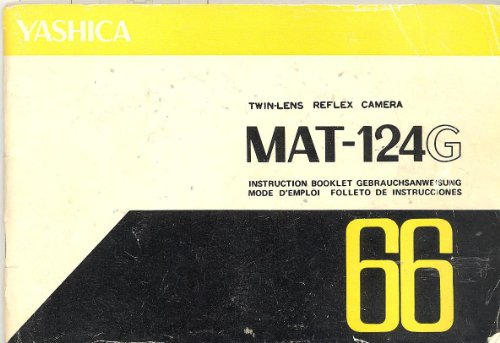 YASHICA
TWIN-LENS REFLEX CAMERA
MAT-124G
INSTRUCTION BOOKLET GEBRAUCHSANWEISUNG
MODE D'EMPLOI FOLLETO DE INSTRUCCIONES
66